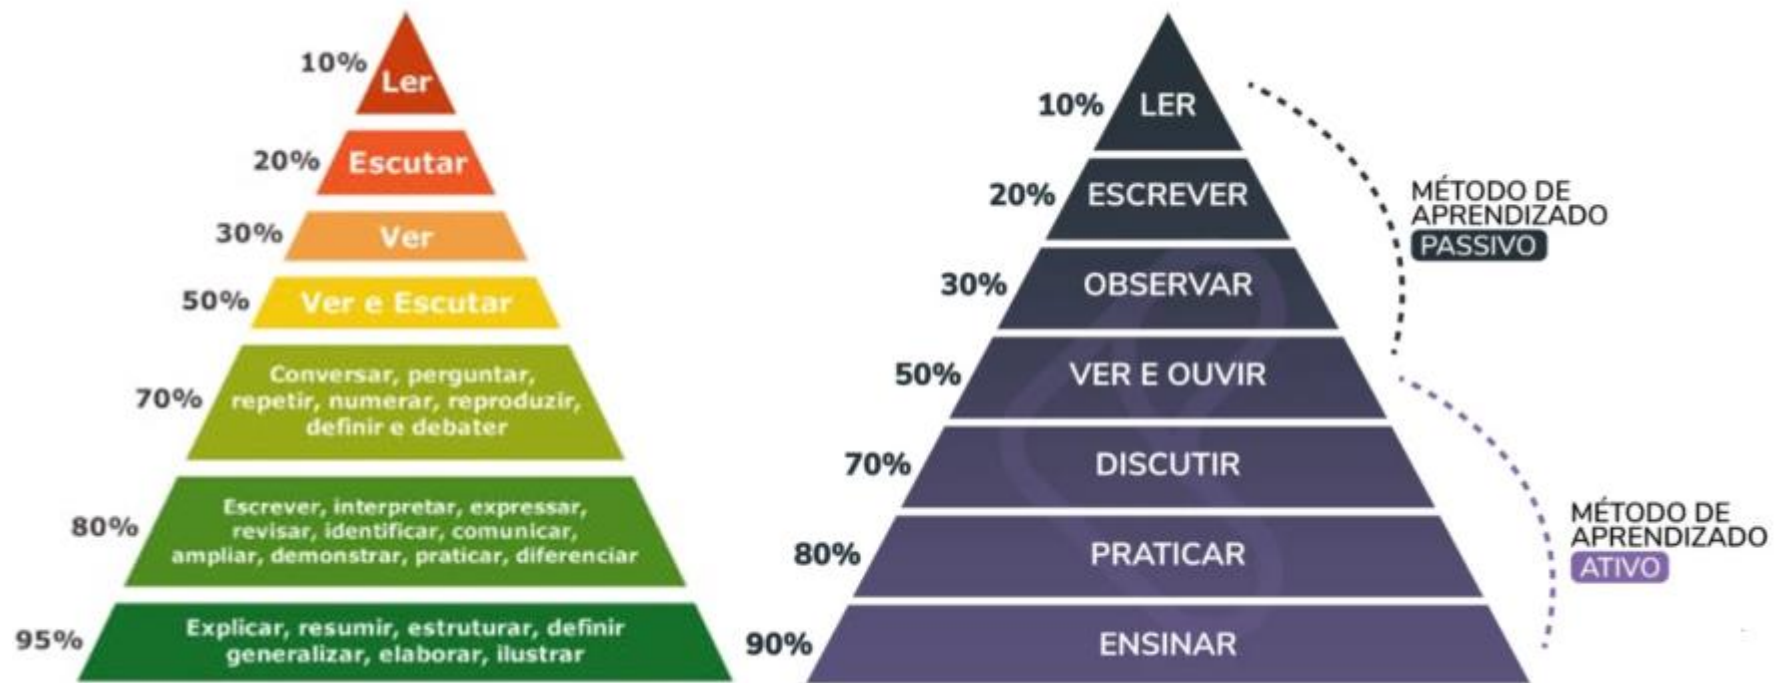 10%
Ler
20%
Escutar
30%
Ver
50%
Ver e Escutar
70%
Conversar, perguntar,
repetir, numerar, reproduzir,
definir e debater
80%
Escrever, interpretar, expressar,
revisar, identificar, comunicar,
ampliar, demonstrar, praticar, diferenciar
95%
Explicar, resumir, estruturar, definir
generalizar, elaborar, ilustrar
10%
LER
20%
ESCREVER
30%
OBSERVAR
50%
VER E OUVIR
70%
DISCUTIR
80%
PRATICAR
90%
ENSINAR
MÉTODO DE
APRENDIZADO
PASSIVO
MÉTODO DE
APRENDIZADO
ATIVO